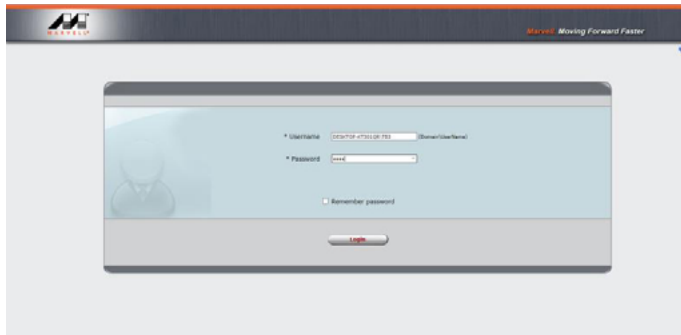 MARVELL
Marvell. Moving Forward Faster
* Username (Domain\UserName)
* Password
Remember password
Login